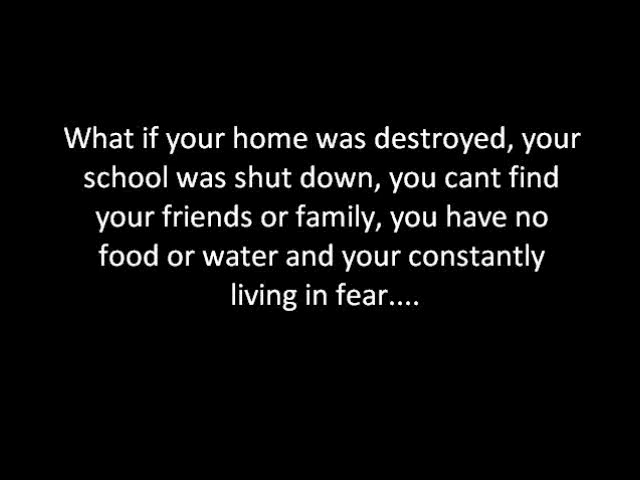 What if your home was destroyed, your
school was shut down, you cant find
your friends or family, you have no
food or water and your constantly
living in fear....